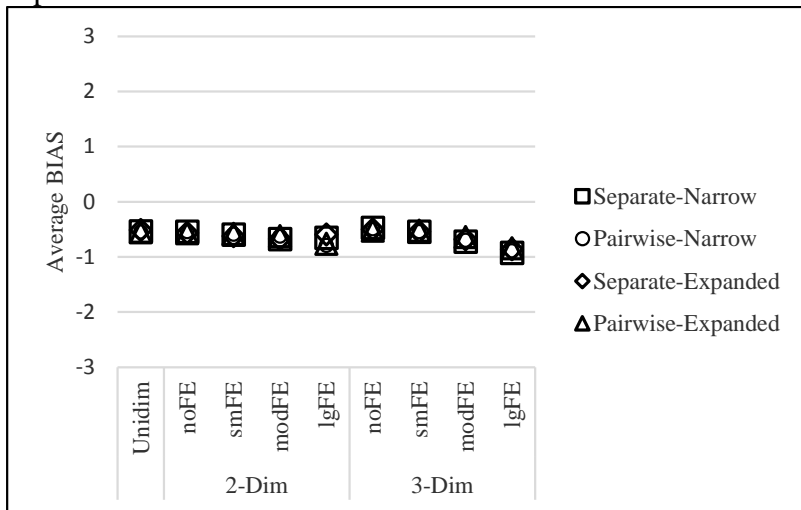 3
2
1
0
-1
-2
-3
Average BIAS
Unidim
noFE
smFE
modFE
lgFE
noFE
smFE
modFE
lgFE
2-Dim
3-Dim
Separate-Narrow
Pairwise-Narrow
Separate-Expanded
Pairwise-Expanded